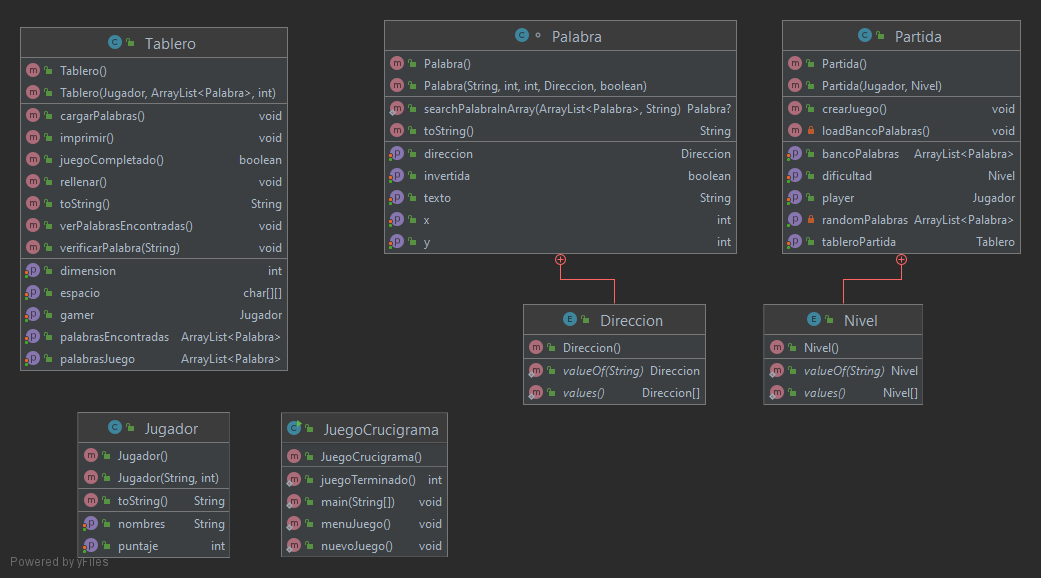 Tablero
Tablero()
Tablero(Jugador, ArrayList<Palabra>, int)
cargarPalabras() void
imprimir() void
juegoCompletado() boolean
rellenar() void
toString() String
verPalabrasEncontradas() void
verificarPalabra(String) void
dimension int
espacio char[][]
gamer Jugador
palabrasEncontradas ArrayList<Palabra>
palabrasJuego ArrayList<Palabra>
Palabra
Palabra()
Palabra(String, int, int, Direccion, boolean)
searchPalabraInArray(ArrayList<Palabra>, String) Palabra?
toString() String
direccion Direccion
invertida boolean
texto String
x int
y int
Partida
Partida()
Partida(Jugador, Nivel)
crearJuego() void
loadBancoPalabras() void
bancoPalabras ArrayList<Palabra>
dificultad Nivel
player Jugador
randomPalabras ArrayList<Palabra>
tableroPartida Tablero
Direccion
Direccion()
valueOf(String) Direccion
values() Direccion[]
Nivel
Nivel()
valueOf(String) Nivel
values() Nivel[]
Jugador
Jugador()
Jugador(String, int)
toString() String
nombres String
puntaje int
JuegoCrucigrama
JuegoCrucigrama()
juegoTerminado() int
main(String[]) void
menuJuego() void
nuevoJuego() void
Powered by yFiles